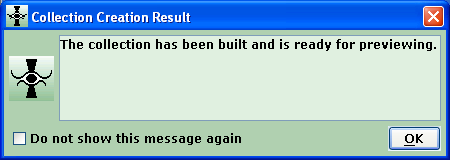 Collection Creation Result
The collection has been built and is ready for previewing.
Do not show this message again
OK